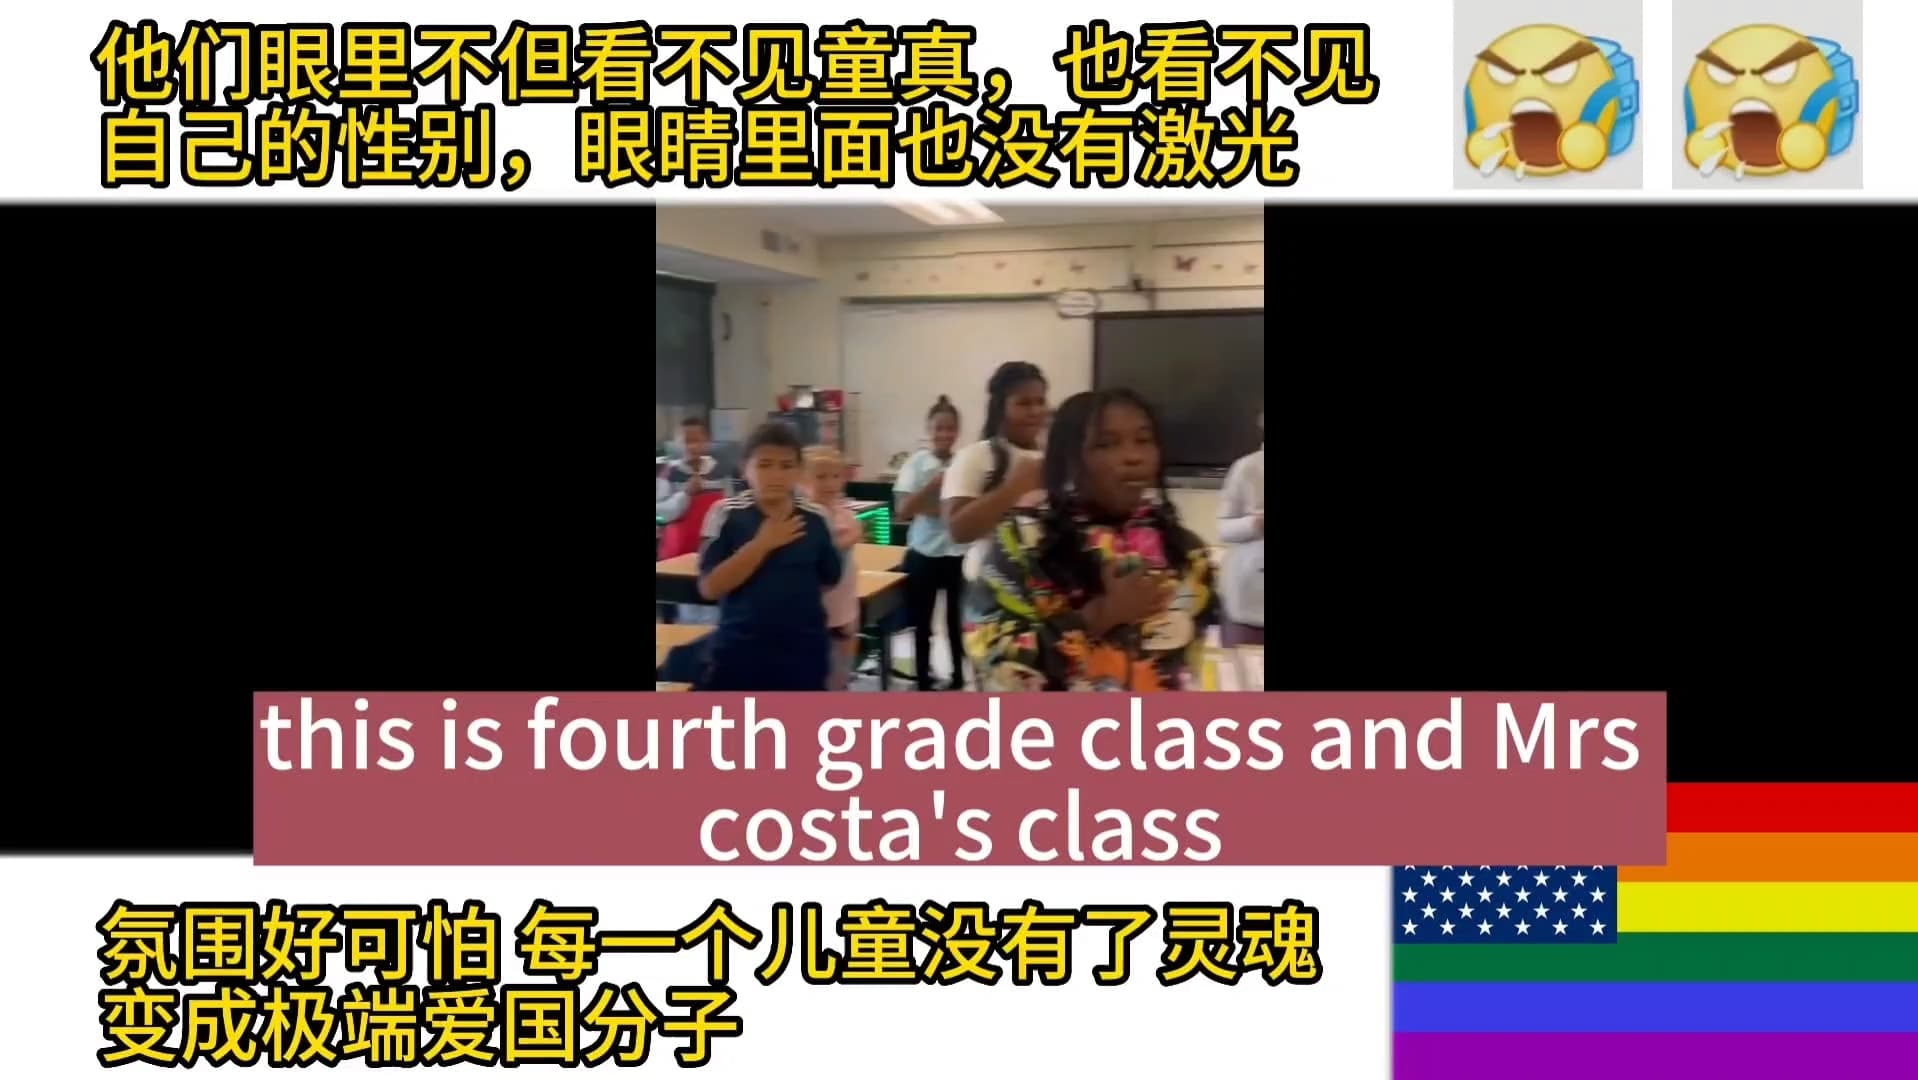 他们眼里不但看不见童真，也看不见
自己的性别，眼睛里面也没有激光
this is fourth grade class and Mrs
costa's class
氛围好可怕 每一个儿童没有了灵魂
变成极端爱国分子